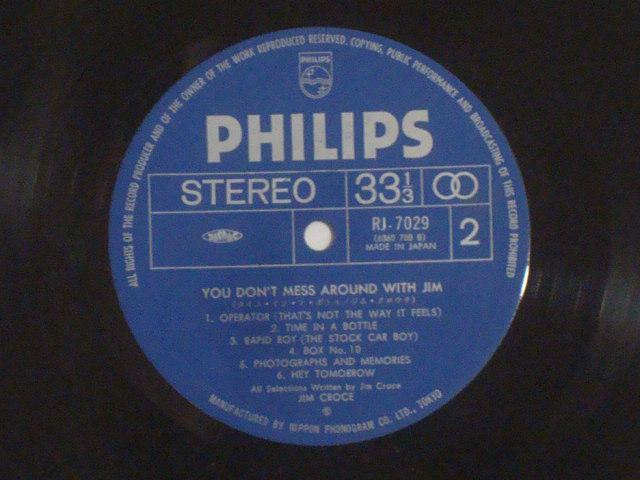 ALL RIGHTS OF THE RECORD PRODUCER AND OF THE OWNER OF THE WORK REPRODUCED RESERVED. COPYING, PUBLIC PERFORMANCE AND BROADCASTING OF THIS RECORD PROHIBITED
PHILIPS
PHILIPS
STEREO 33 1/3
RJ-7029 2
(6860 700 B)
MADE IN JAPAN
YOU DON'T MESS AROUND WITH JIM
1. OPERATOR (THAT'S NOT THE WAY IT FEELS)
2. TIME IN A BOTTLE
3. RAPID ROY (THE STOCK CAR BOY)
4. BOX No. 10
5. PHOTOGRAPHS AND MEMORIES
6. HEY TOMORROW
All Selections Written by Jim Croce
JIM CROCE
℗
MANUFACTURED BY NIPPON PHONOGRAM CO. LTD., TOKYO